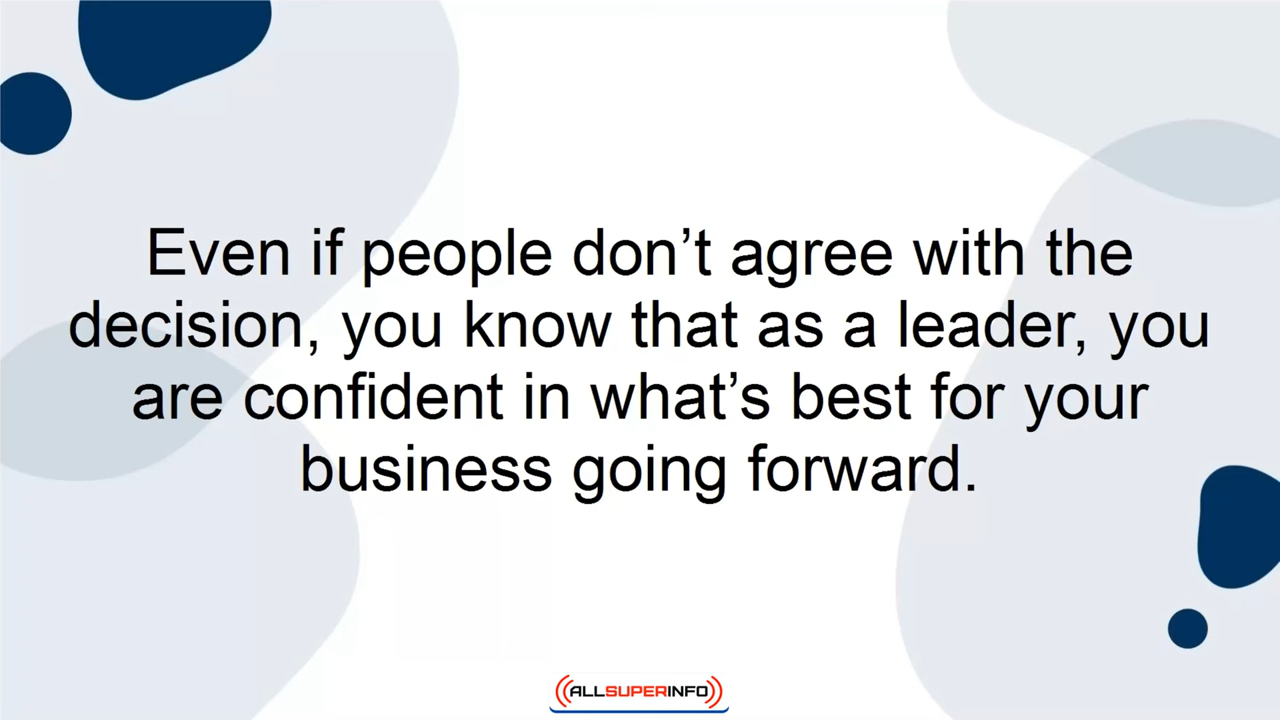 Even if people don’t agree with the
decision, you know that as a leader, you
are confident in what’s best for your
business going forward.
ALLSUPERINFO